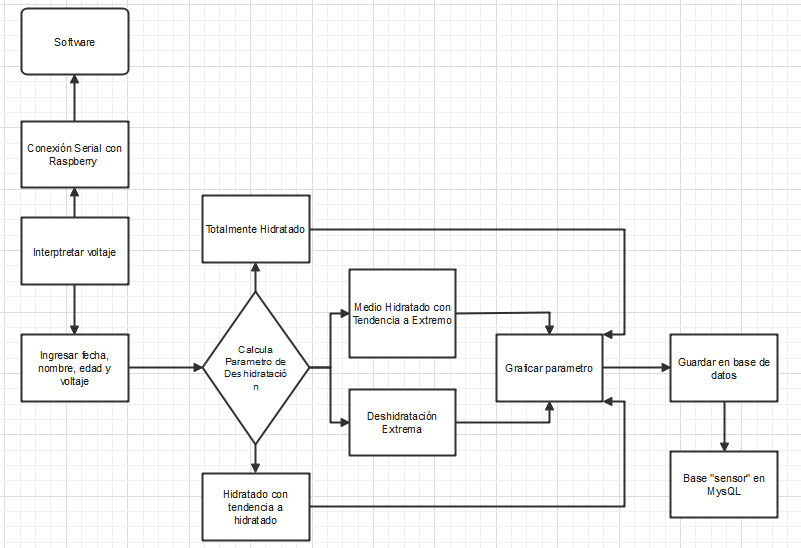 Software
Conexión Serial con
Raspberry
Interptretar voltaje
Ingresar fecha,
nombre, edad y
voltaje
Totalmente Hidratado
Calcula
Parametro de
Deshidratació
n
Medio Hidratado con
Tendencia a Extremo
Deshidratación
Extrema
Hidratado con
tendencia a
hidratado
Graficar parametro
Guardar en base de
datos
Base "sensor" en
MysQL